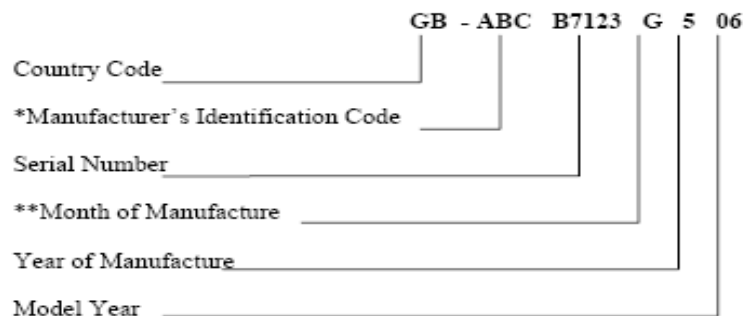 GB - ABC B7123 G 5 06
Country Code
*Manufacturer's Identification Code
Serial Number
**Month of Manufacture
Year of Manufacture
Model Year